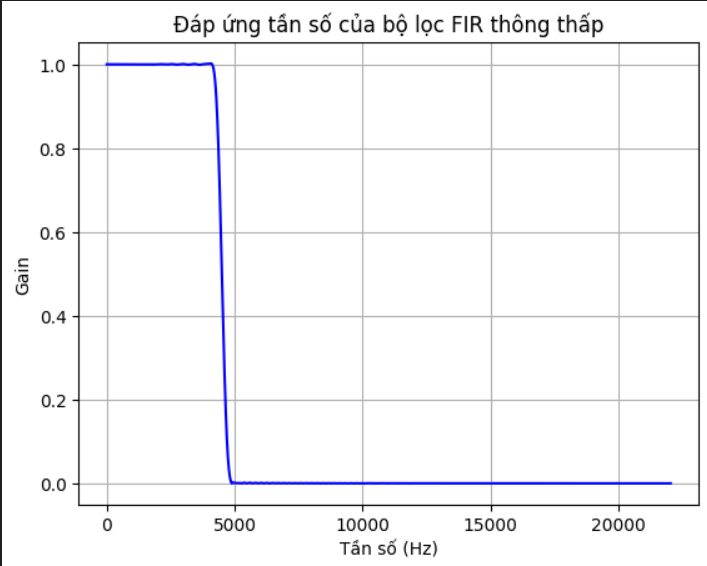 Đáp ứng tần số của bộ lọc FIR thông thấp
1.0
0.8
0.6
0.4
0.2
0.0
Gain
0 5000 10000 15000 20000
Tần số (Hz)